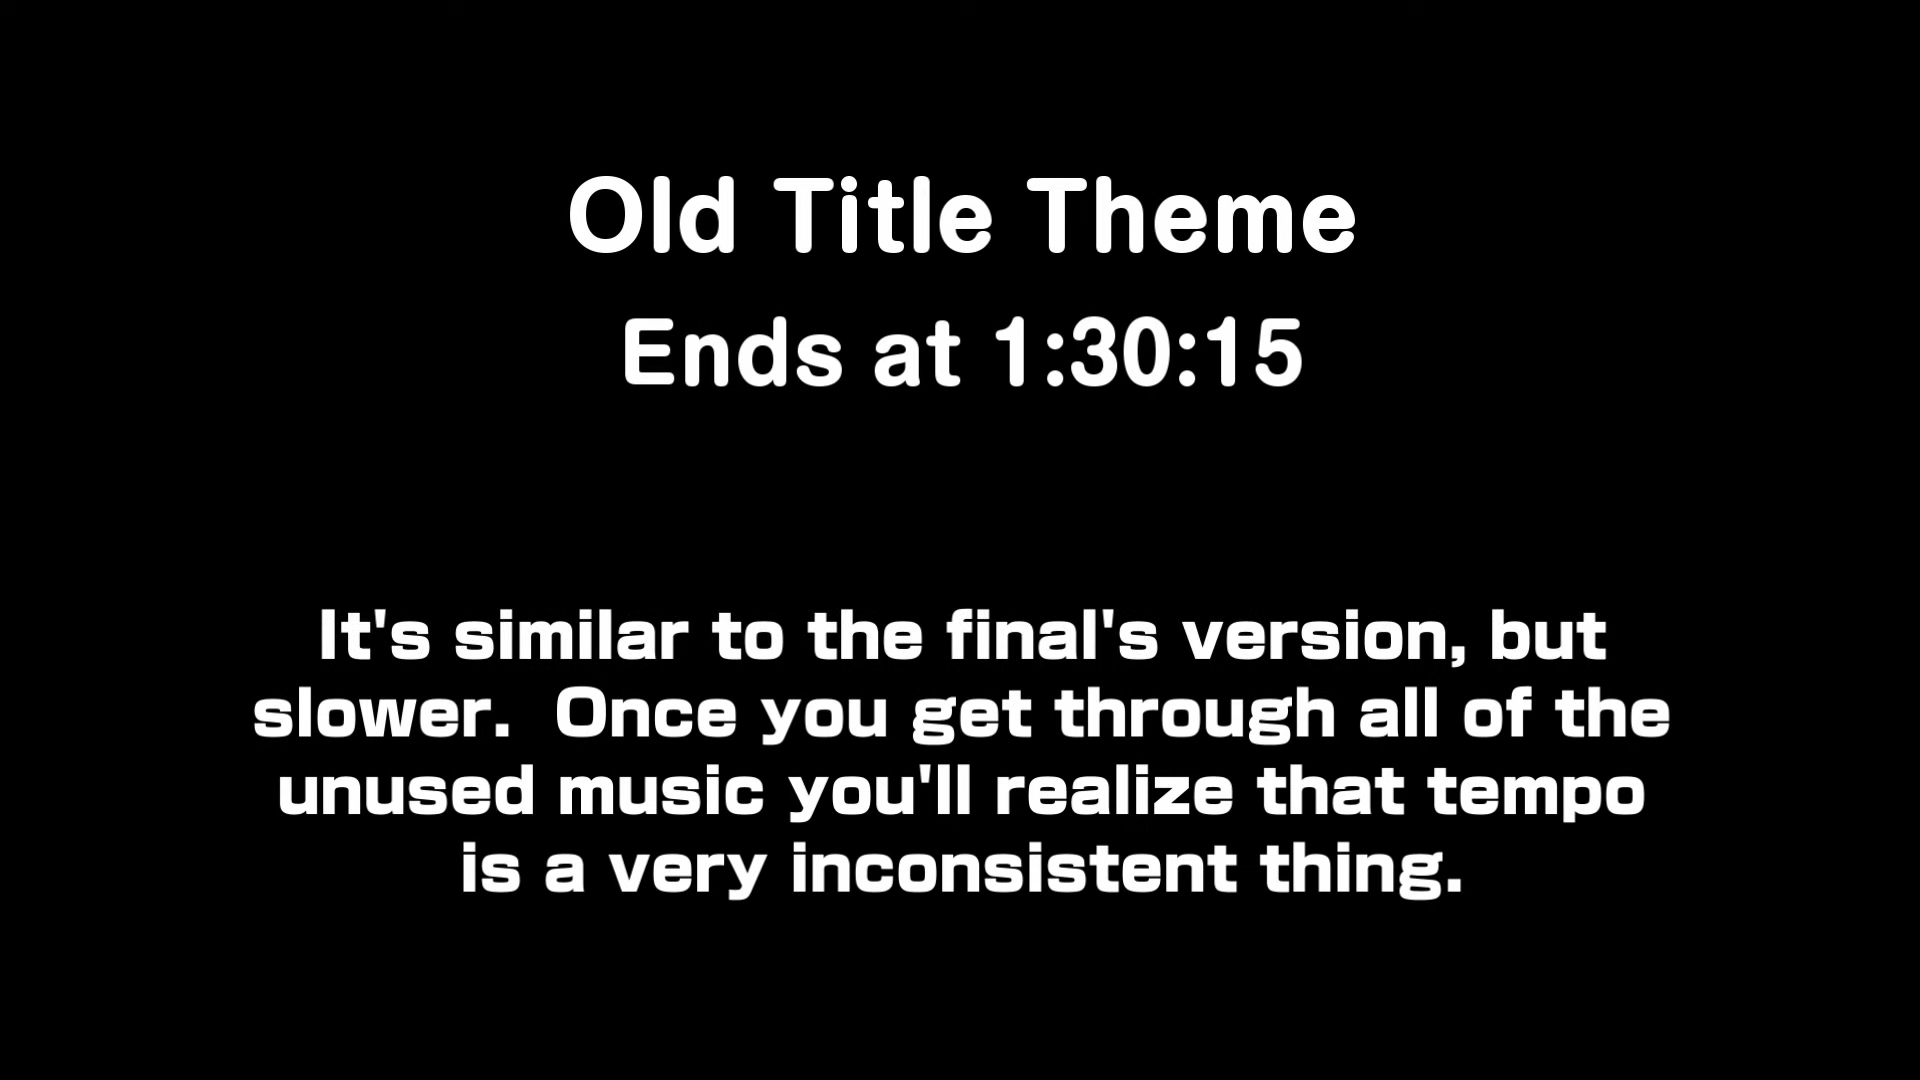 Old Title Theme
Ends at 1:30:15
It's similar to the final's version, but
slower.  Once you get through all of the
unused music you'll realize that tempo
is a very inconsistent thing.